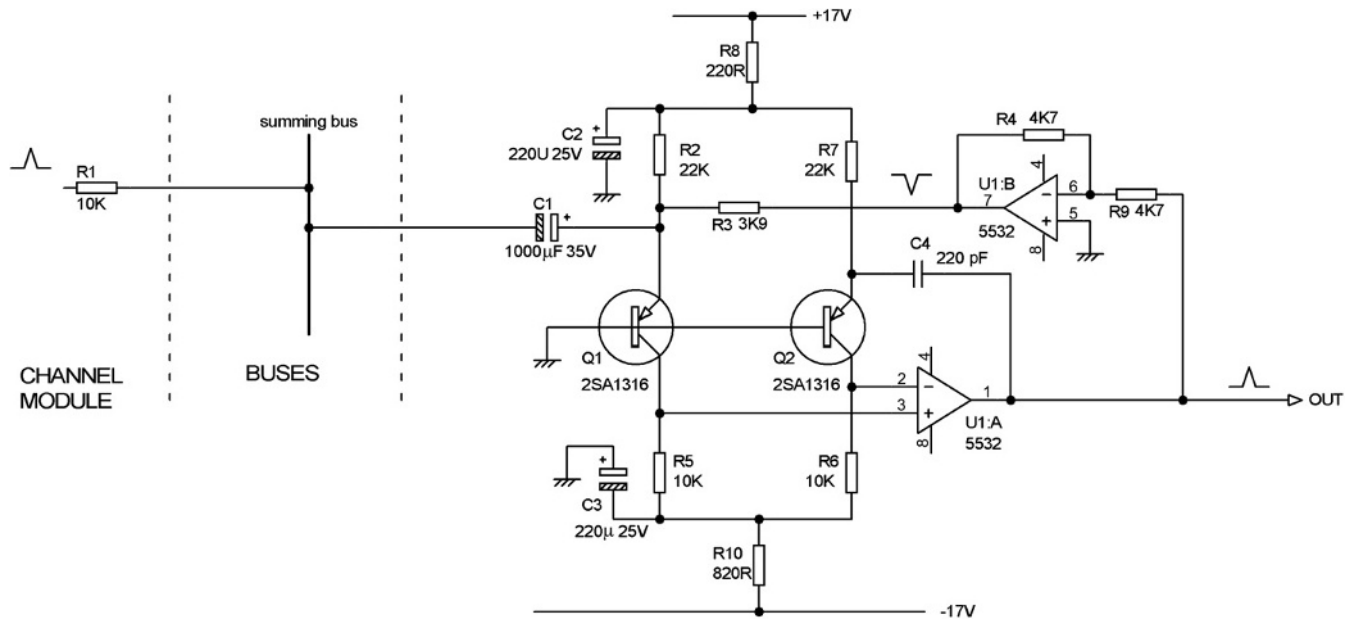 +17V
R8
220R
summing bus
C2
+
220U 25V
R2
22K
R7
22K
R4 4K7
4
U1:B
7
−
6
+
5
5532
8
R9 4K7
R1
10K
C1
+
1000µF 35V
R3 3K9
C4
220 pF
CHANNEL
MODULE
BUSES
Q1
2SA1316
Q2
2SA1316
4
2
−
3
+
1
8
U1:A
5532
OUT
+
C3
220µ 25V
R5
10K
R6
10K
R10
820R
-17V